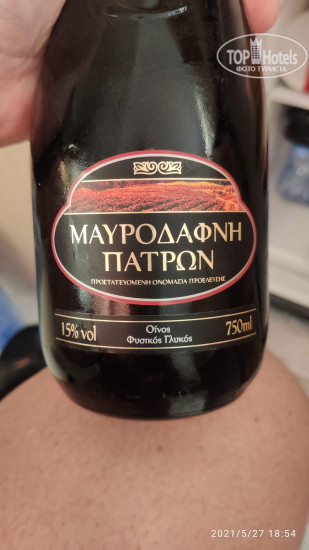 TOP Hotels
ФОТО ТУРИСТА
ΜΑΥΡΟΔΑΦΝΗ
ΠΑΤΡΩΝ
ΠΡΟΣΤΑΤΕΥΟΜΕΝΗ ΟΝΟΜΑΣΙΑ ΠΡΟΕΛΕΥΣΗΣ
15% vol
Οίνος
Φυσικός Γλυκός
750ml
2021/5/27 18:54